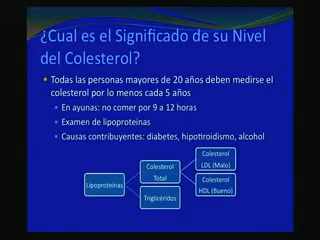 ¿Cual es el Significado de su Nivel
del Colesterol?
• Todas las personas mayores de 20 años deben medirse el
colesterol por lo menos cada 5 años
• En ayunas: no comer por 9 a 12 horas
• Examen de lipoproteínas
• Causas contribuyentes: diabetes, hipotiroidismo, alcohol
Lipoproteinas
Colesterol
Total
Triglicéridos
Colesterol
LDL (Malo)
Colesterol
HDL (Bueno)